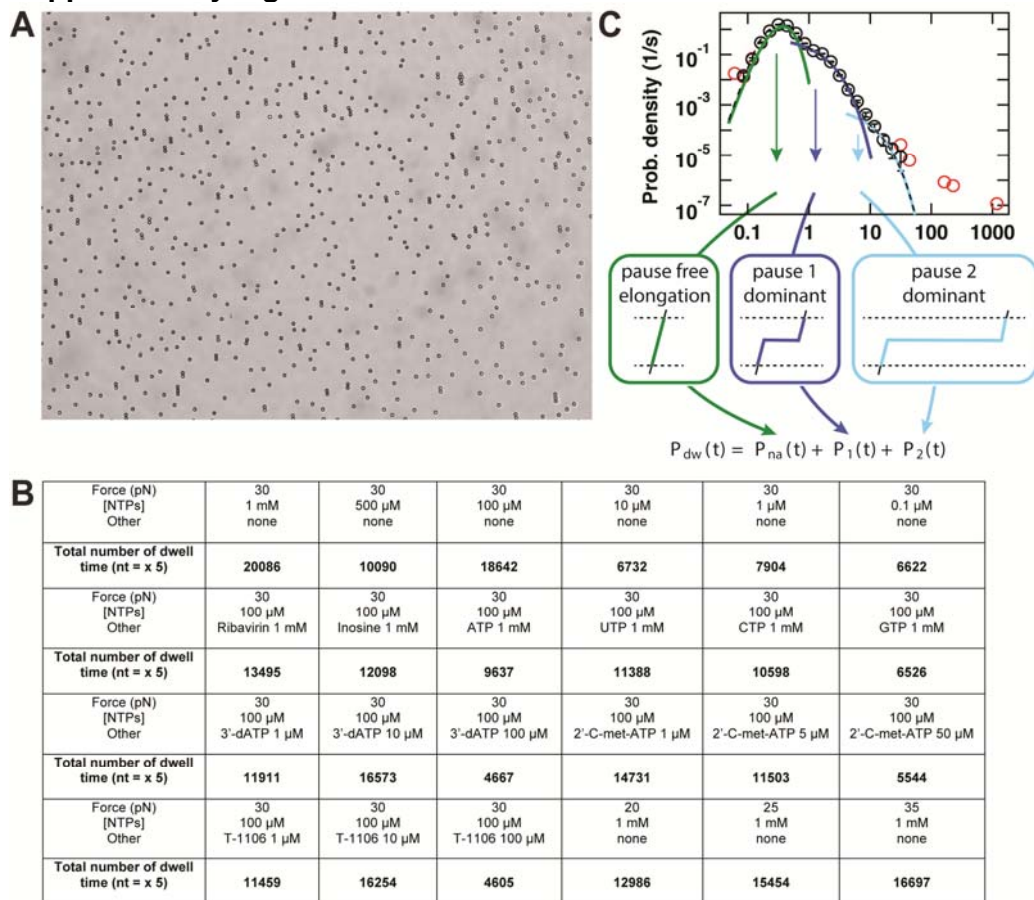 A
C
Prob. density (1/s)
10-1
10-3
10-5
10-7
0.1 1 10 100 1000
pause free
elongation
pause 1
dominant
pause 2
dominant
Pdw(t) = Pna(t) + P1(t) + P2(t)
B
Force (pN) 30 30 30 30 30 30
[NTPs] 1 mM 500 µM 100 µM 10 µM 1 µM 0.1 µM
Other none none none none none none
Total number of dwell
time (nt = x 5) 20086 10090 18642 6732 7904 6622
Force (pN) 30 30 30 30 30 30
[NTPs] 100 µM 100 µM 100 µM 100 µM 100 µM 100 µM
Other Ribavirin 1 mM Inosine 1 mM ATP 1 mM UTP 1 mM CTP 1 mM GTP 1 mM
Total number of dwell
time (nt = x 5) 13495 12098 9637 11388 10598 6526
Force (pN) 30 30 30 30 30 30
[NTPs] 100 µM 100 µM 100 µM 100 µM 100 µM 100 µM
Other 3'-dATP 1 µM 3'-dATP 10 µM 3'-dATP 100 µM 2'-C-met-ATP 1 µM 2'-C-met-ATP 5 µM 2'-C-met-ATP 50 µM
Total number of dwell
time (nt = x 5) 11911 16573 4667 14731 11503 5544
Force (pN) 30 30 30 20 25 35
[NTPs] 100 µM 100 µM 100 µM 1 mM 1 mM 1 mM
Other T-1106 1 µM T-1106 10 µM T-1106 100 µM none none none
Total number of dwell
time (nt = x 5) 11459 16254 4605 12986 15454 16697